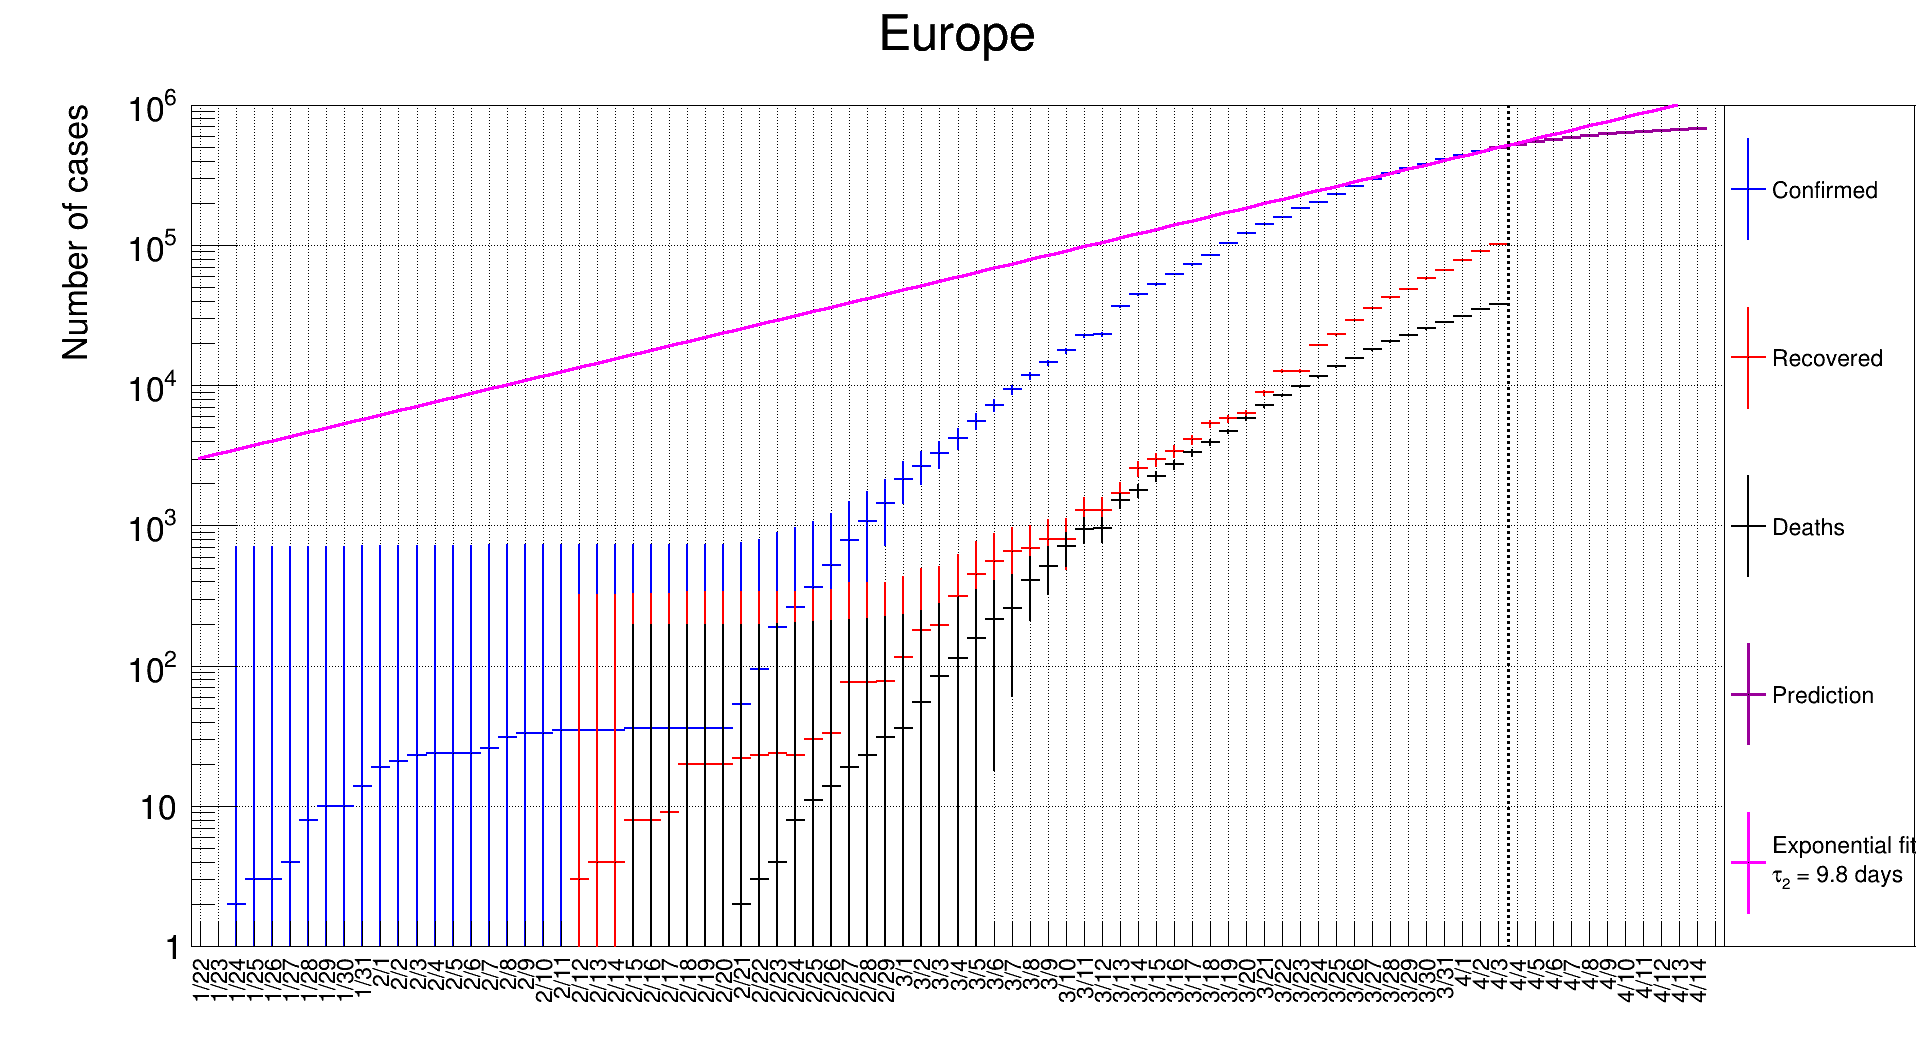 Europe
Number of cases
10^6
10^5
10^4
10^3
10^2
10
1
1/22 1/23 1/24 1/25 1/26 1/27 1/28 1/29 1/30 1/31 2/1 2/2 2/3 2/4 2/5 2/6 2/7 2/8 2/9 2/10 2/11 2/12 2/13 2/14 2/15 2/16 2/17 2/18 2/19 2/20 2/21 2/22 2/23 2/24 2/25 2/26 2/27 2/28 2/29 3/1 3/2 3/3 3/4 3/5 3/6 3/7 3/8 3/9 3/10 3/11 3/12 3/13 3/14 3/15 3/16 3/17 3/18 3/19 3/20 3/21 3/22 3/23 3/24 3/25 3/26 3/27 3/28 3/29 3/30 3/31 4/1 4/2 4/3 4/4 4/5 4/6 4/7 4/8 4/9 4/10 4/11 4/12 4/13 4/14
Confirmed
Recovered
Deaths
Prediction
Exponential fit
τ₂ = 9.8 days